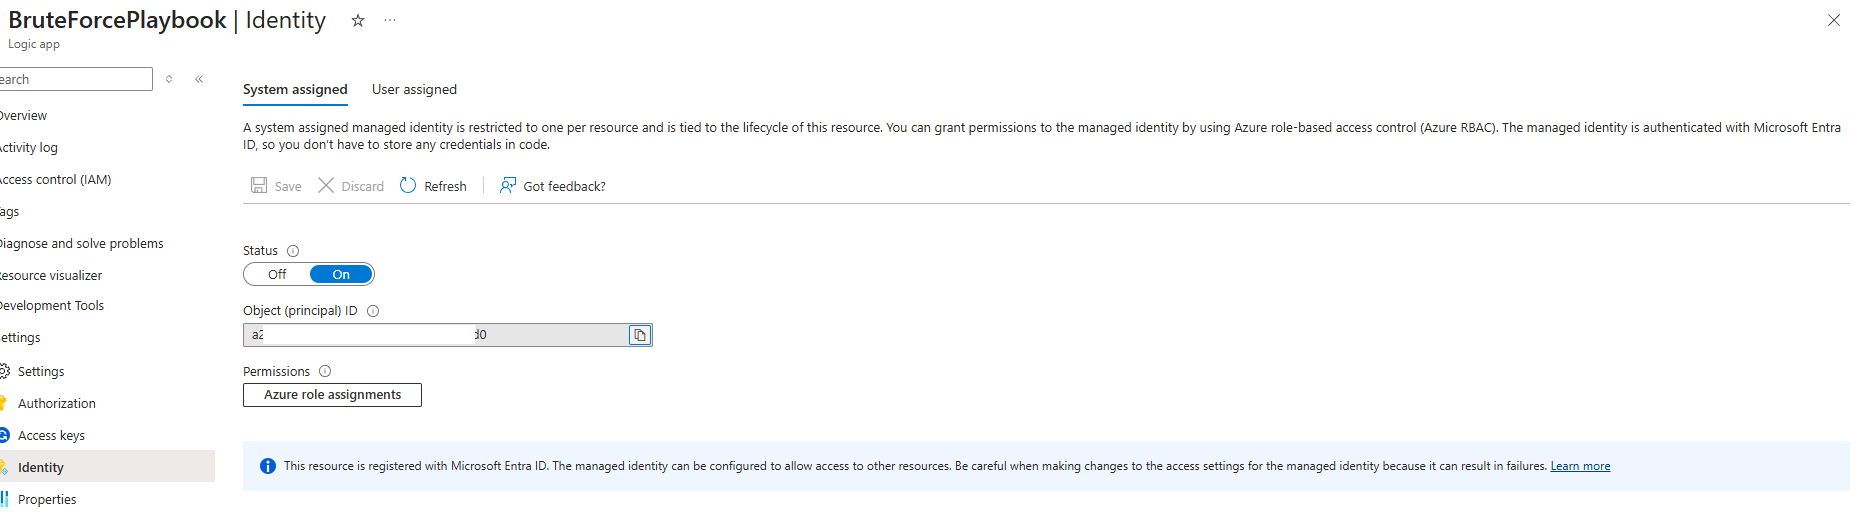 BruteForcePlaybook | Identity
Logic app
earch
Overview
Activity log
Access control (IAM)
Tags
Diagnose and solve problems
Resource visualizer
Development Tools
ettings
Settings
Authorization
Access keys
Identity
Properties
System assigned User assigned
A system assigned managed identity is restricted to one per resource and is tied to the lifecycle of this resource. You can grant permissions to the managed identity by using Azure role-based access control (Azure RBAC). The managed identity is authenticated with Microsoft Entra
ID, so you don't have to store any credentials in code.
Save Discard Refresh Got feedback?
Status
Off On
Object (principal) ID
a2 d0
Permissions
Azure role assignments
This resource is registered with Microsoft Entra ID. The managed identity can be configured to allow access to other resources. Be careful when making changes to the access settings for the managed identity because it can result in failures. Learn more